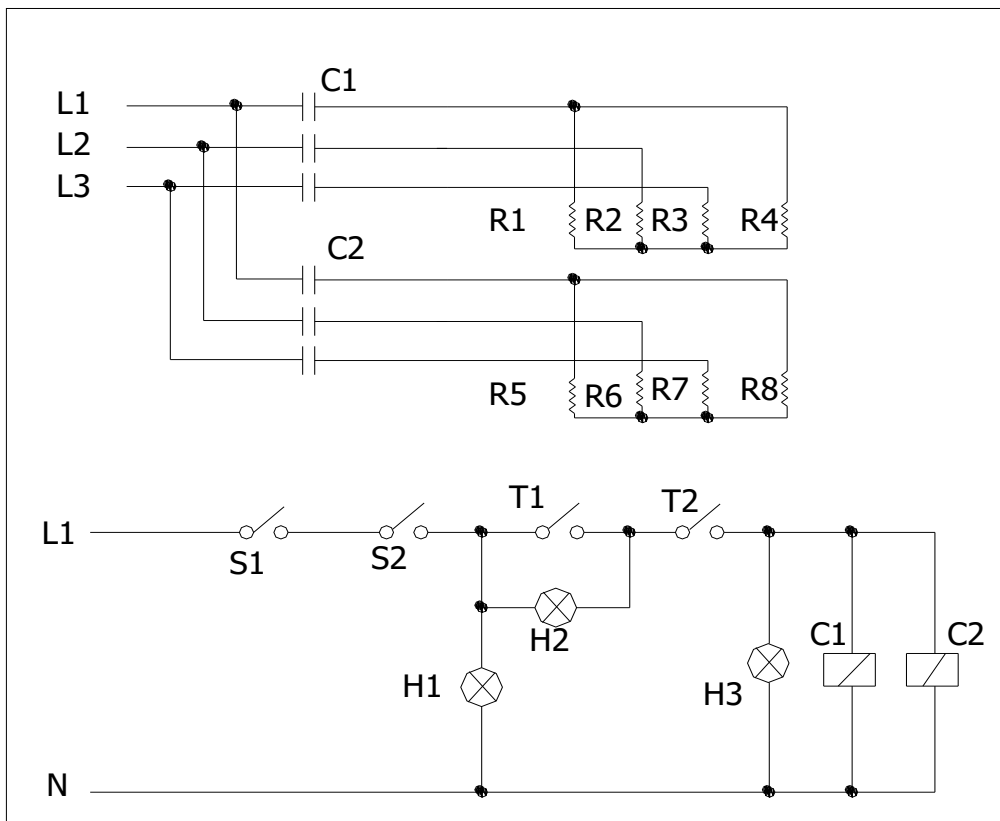 C1
L1
L2
L3
R1 R2 R3 R4
C2
R5 R6 R7 R8
T1 T2
L1
S1 S2
H2
C1 C2
H1 H3
N